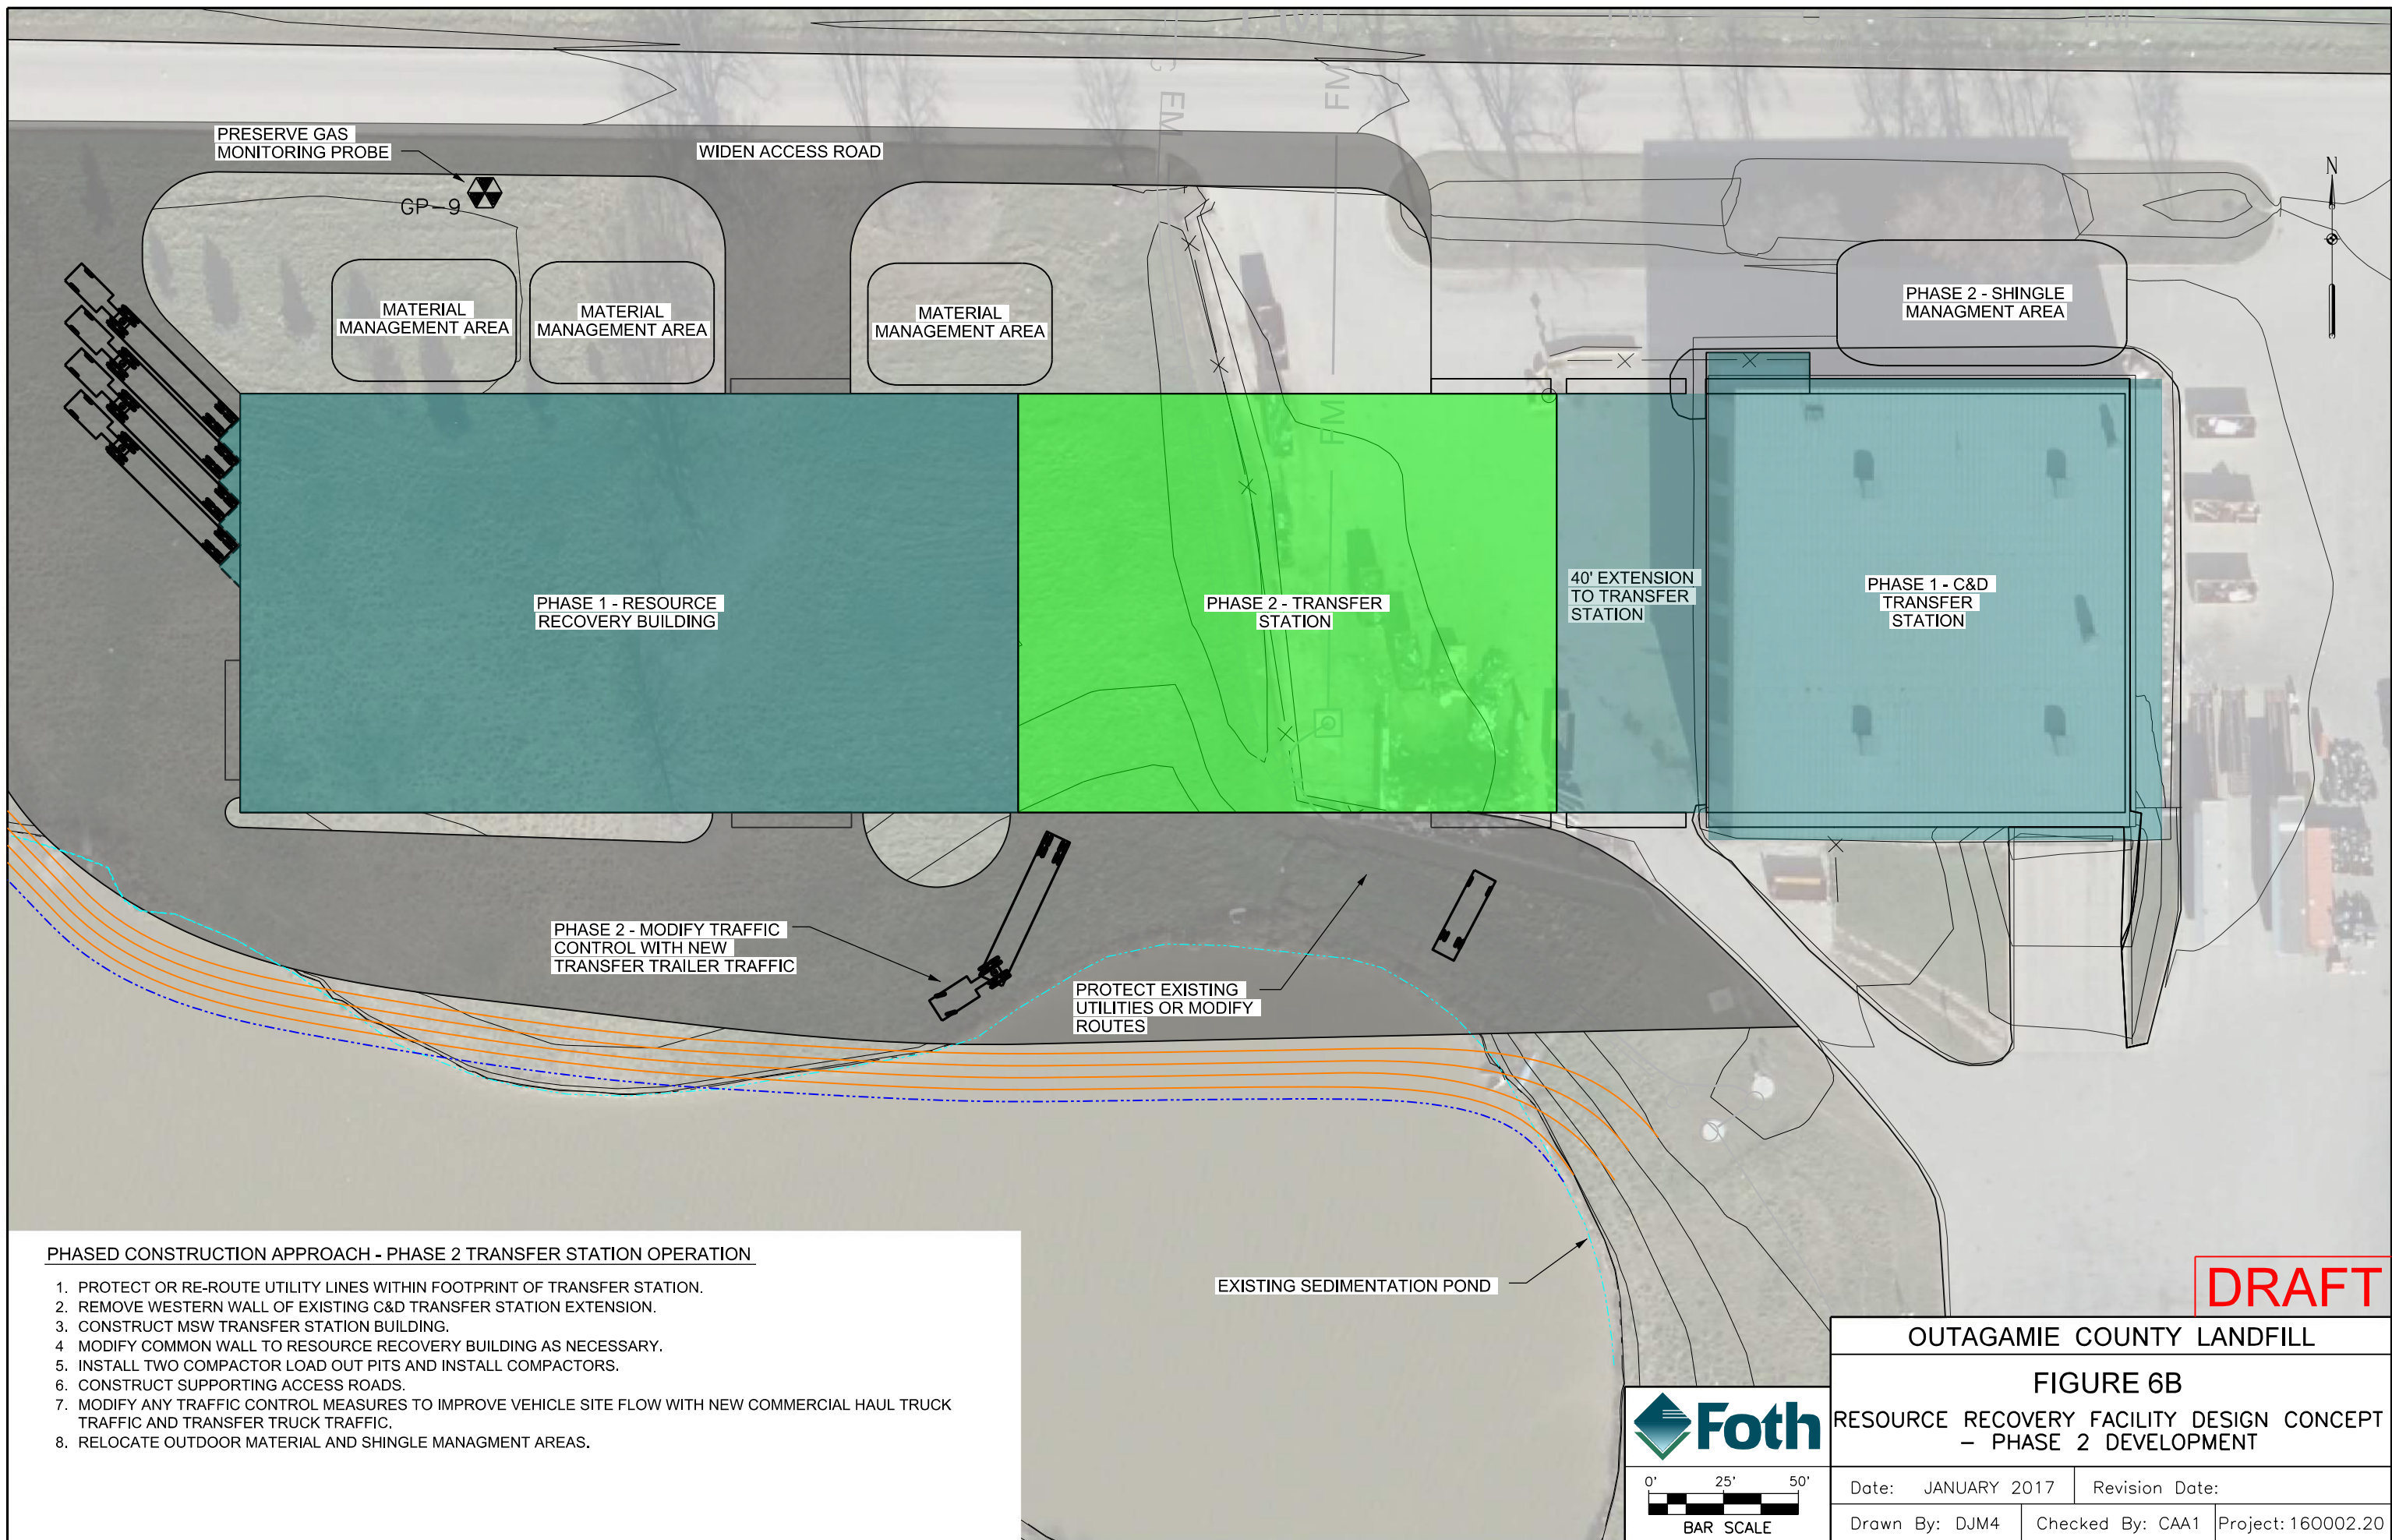 FM
FM
PRESERVE GAS
MONITORING PROBE
WIDEN ACCESS ROAD
N
GP-9
MATERIAL
MANAGEMENT AREA
MATERIAL
MANAGEMENT AREA
MATERIAL
MANAGEMENT AREA
PHASE 2 - SHINGLE
MANAGMENT AREA
FM
PHASE 1 - RESOURCE
RECOVERY BUILDING
PHASE 2 - TRANSFER
STATION
40' EXTENSION
TO TRANSFER
STATION
PHASE 1 - C&D
TRANSFER
STATION
PHASE 2 - MODIFY TRAFFIC
CONTROL WITH NEW
TRANSFER TRAILER TRAFFIC
PROTECT EXISTING
UTILITIES OR MODIFY
ROUTES
EXISTING SEDIMENTATION POND
PHASED CONSTRUCTION APPROACH - PHASE 2 TRANSFER STATION OPERATION
1. PROTECT OR RE-ROUTE UTILITY LINES WITHIN FOOTPRINT OF TRANSFER STATION.
2. REMOVE WESTERN WALL OF EXISTING C&D TRANSFER STATION EXTENSION.
3. CONSTRUCT MSW TRANSFER STATION BUILDING.
4 MODIFY COMMON WALL TO RESOURCE RECOVERY BUILDING AS NECESSARY.
5. INSTALL TWO COMPACTOR LOAD OUT PITS AND INSTALL COMPACTORS.
6. CONSTRUCT SUPPORTING ACCESS ROADS.
7. MODIFY ANY TRAFFIC CONTROL MEASURES TO IMPROVE VEHICLE SITE FLOW WITH NEW COMMERCIAL HAUL TRUCK
TRAFFIC AND TRANSFER TRUCK TRAFFIC.
8. RELOCATE OUTDOOR MATERIAL AND SHINGLE MANAGMENT AREAS.
DRAFT
OUTAGAMIE COUNTY LANDFILL
FIGURE 6B
RESOURCE RECOVERY FACILITY DESIGN CONCEPT
– PHASE 2 DEVELOPMENT
Foth
0' 25' 50'
BAR SCALE
Date: JANUARY 2017 Revision Date:
Drawn By: DJM4 Checked By: CAA1 Project: 160002.20